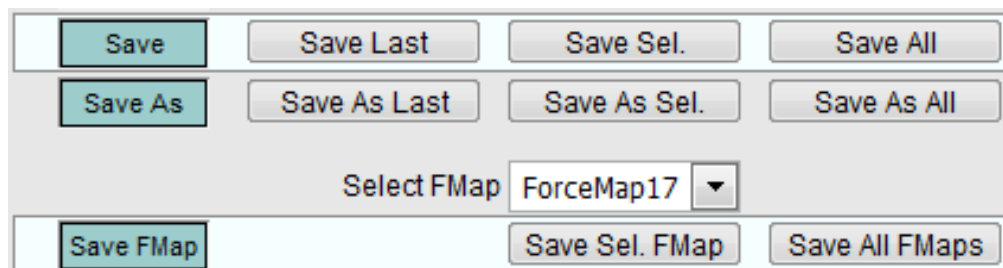 Save Save Last Save Sel. Save All
Save As Save As Last Save As Sel. Save As All
Select FMap ForceMap17
Save FMap Save Sel. FMap Save All FMaps